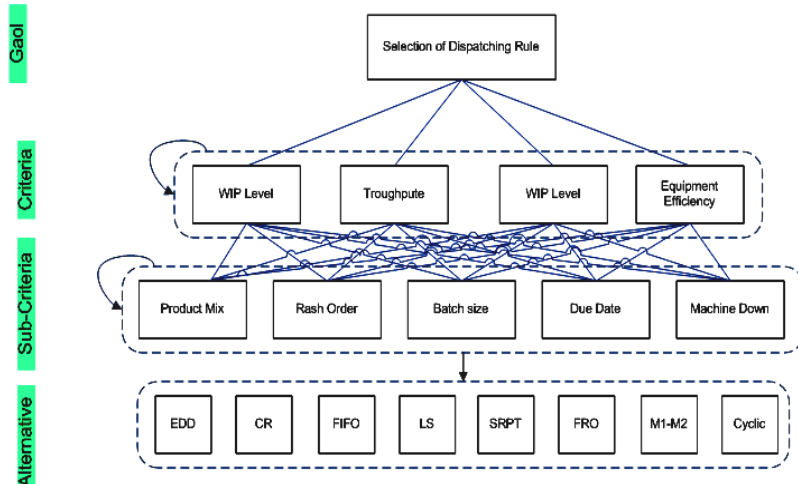 Gaol
Selection of Dispatching Rule
Criteria
WIP Level
Troughpute
WIP Level
Equipment
Efficiency
Sub-Criteria
Product Mix
Rash Order
Batch size
Due Date
Machine Down
Alternative
EDD
CR
FIFO
LS
SRPT
FRO
M1-M2
Cyclic